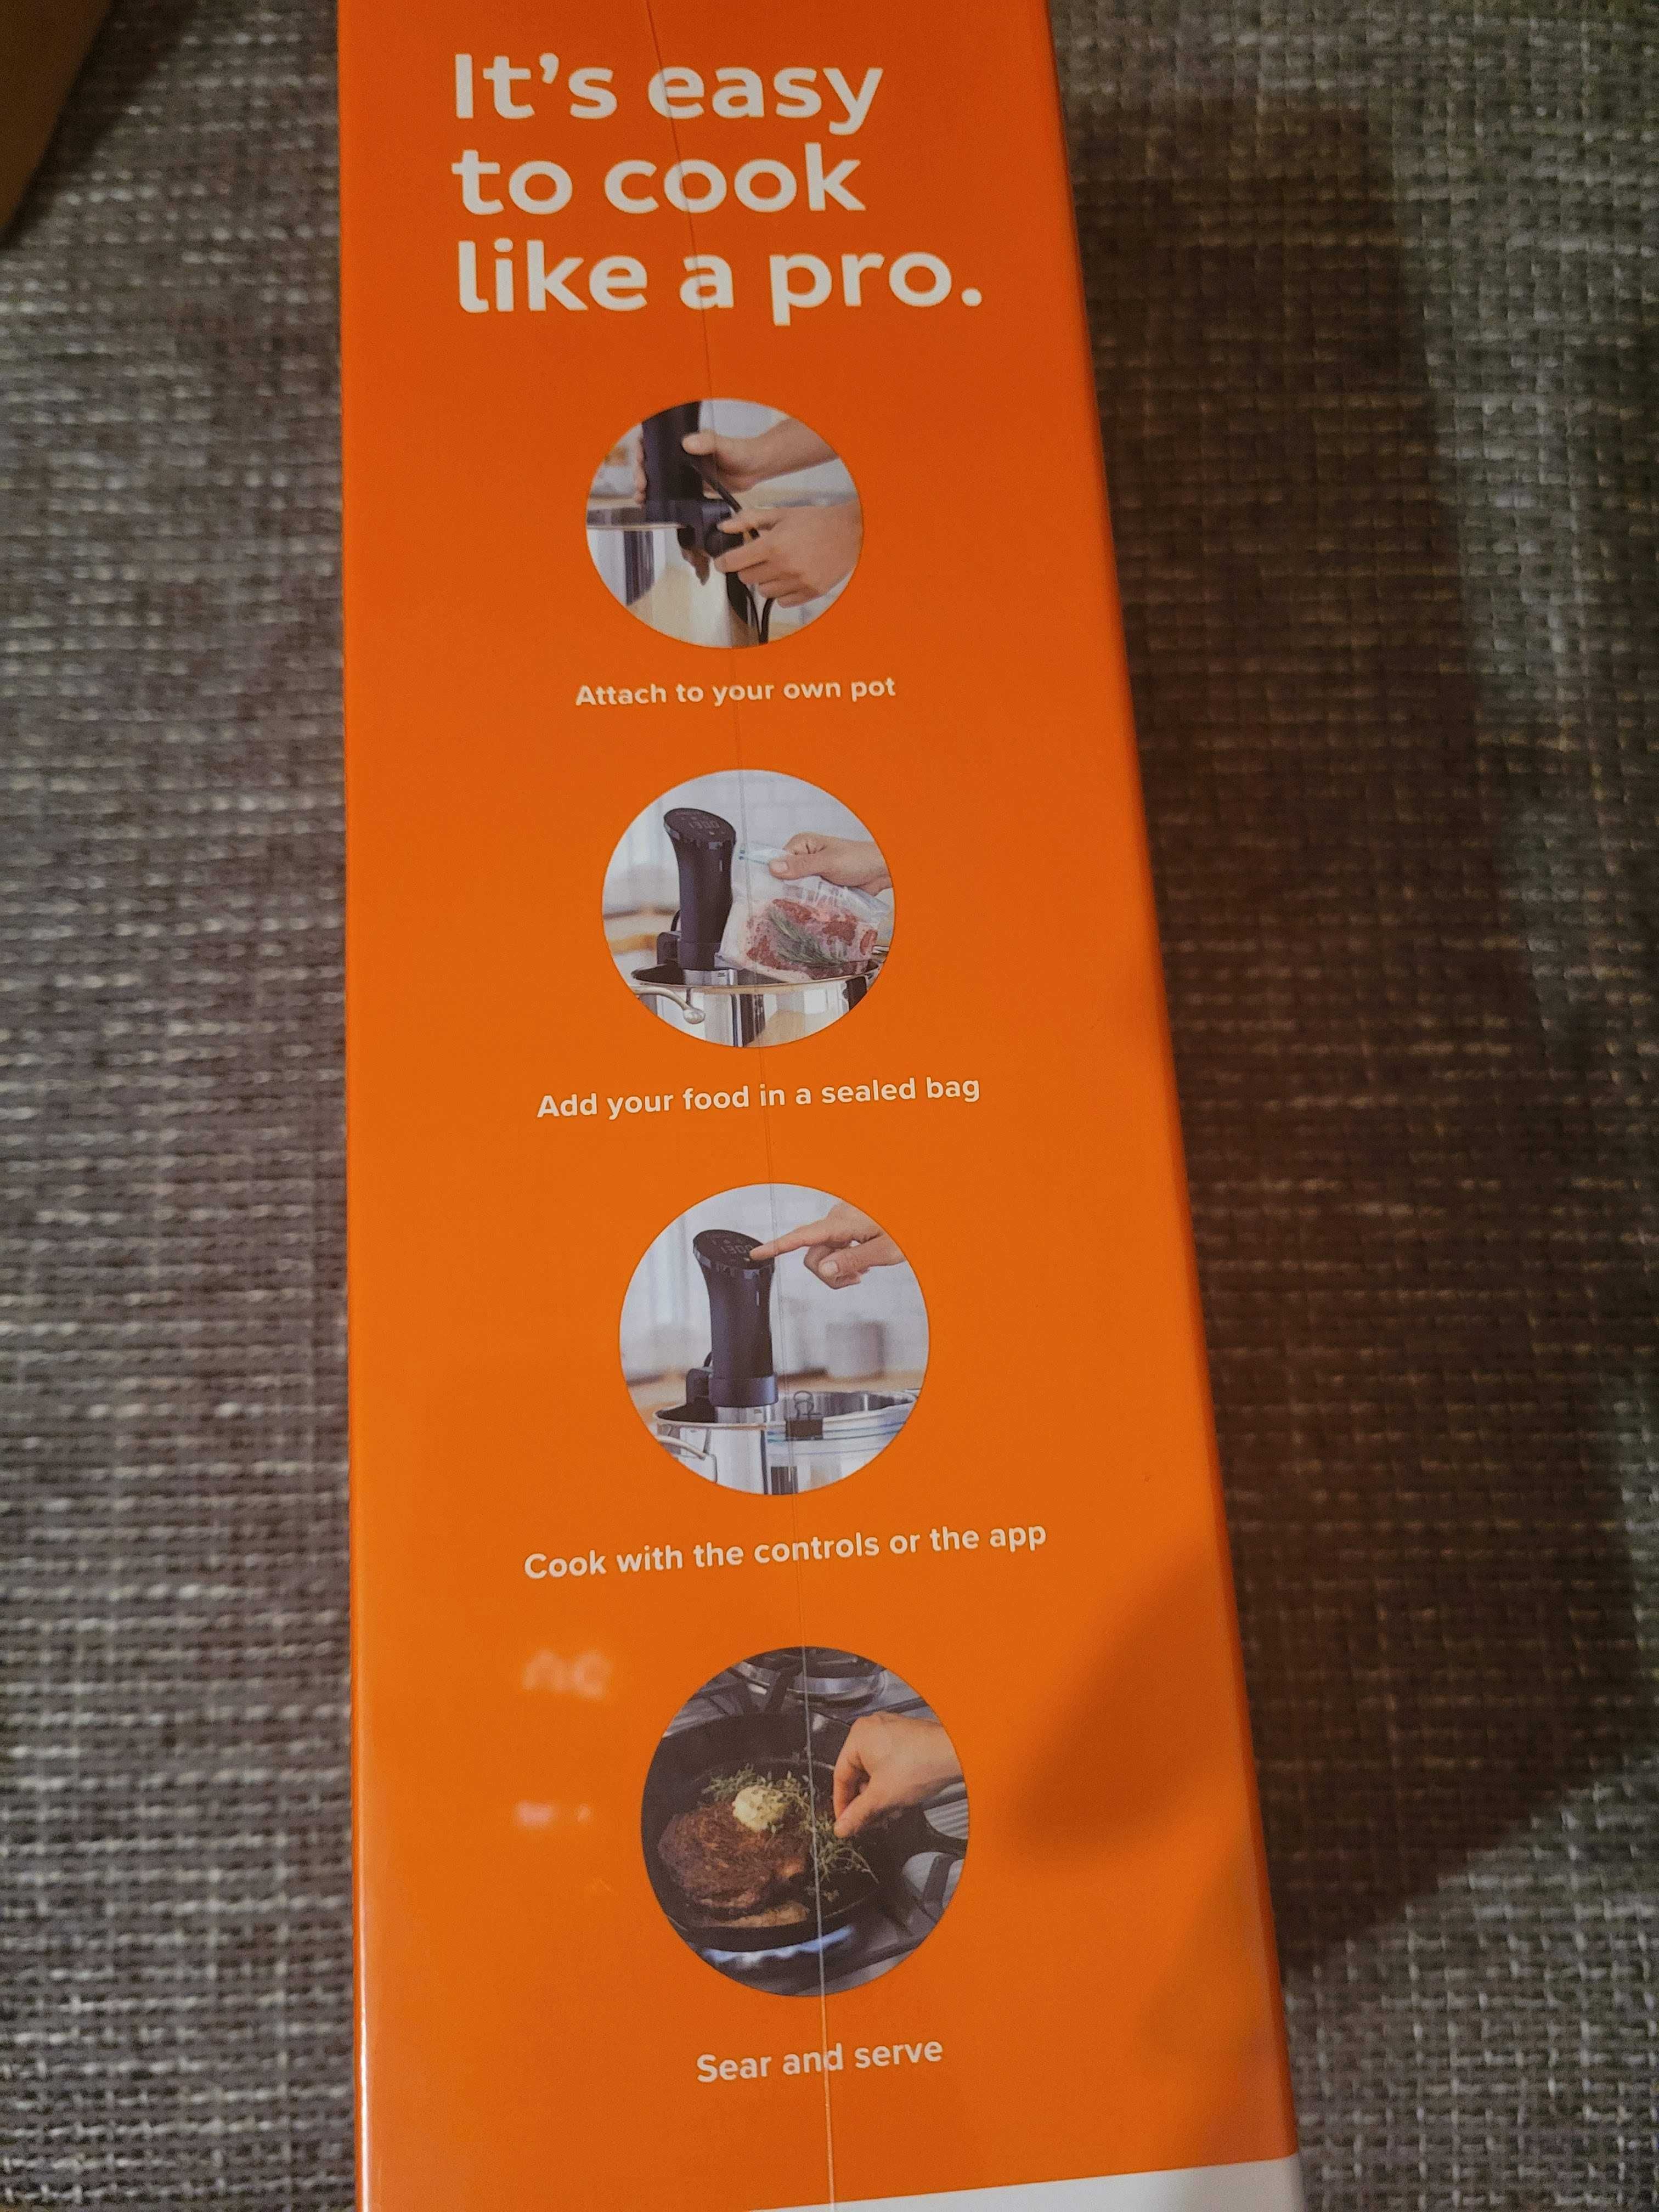 It's easy
to cook
like a pro.
Attach to your own pot
Add your food in a sealed bag
Cook with the controls or the app
Sear and serve